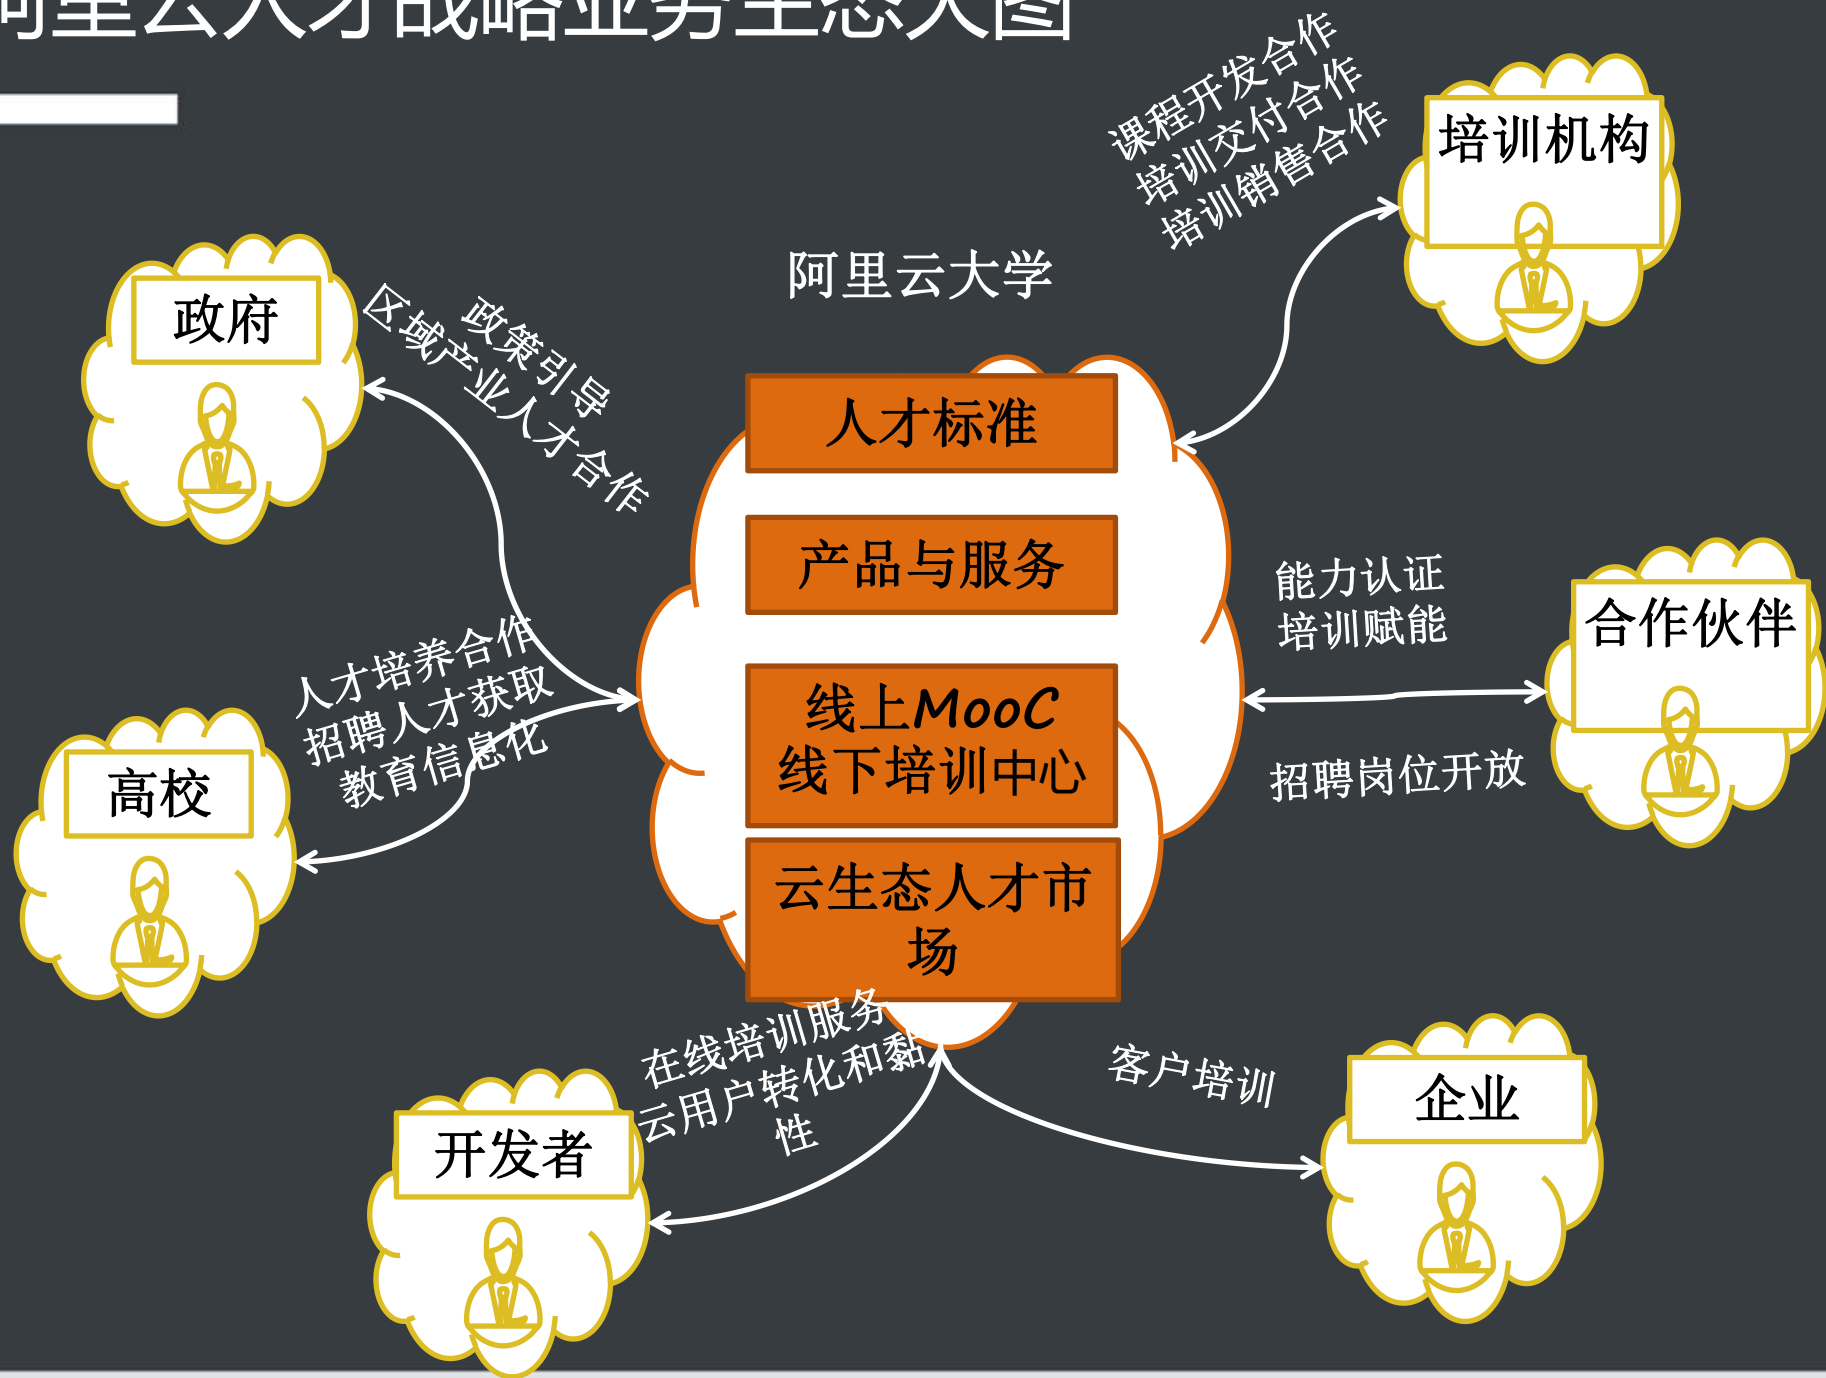 阿里云人才战略业务生态大图
课程开发合作
培训交付合作
培训销售合作
培训机构
阿里云大学
政府
政策引导
区域产业人才合作
人才标准
产品与服务
线上MOOC
线下培训中心
云生态人才市
场
能力认证
培训赋能
合作伙伴
招聘岗位开放
人才培养合作
招聘人才获取
教育信息化
高校
在线培训服务
云用户转化和黏
性
开发者
客户培训
企业